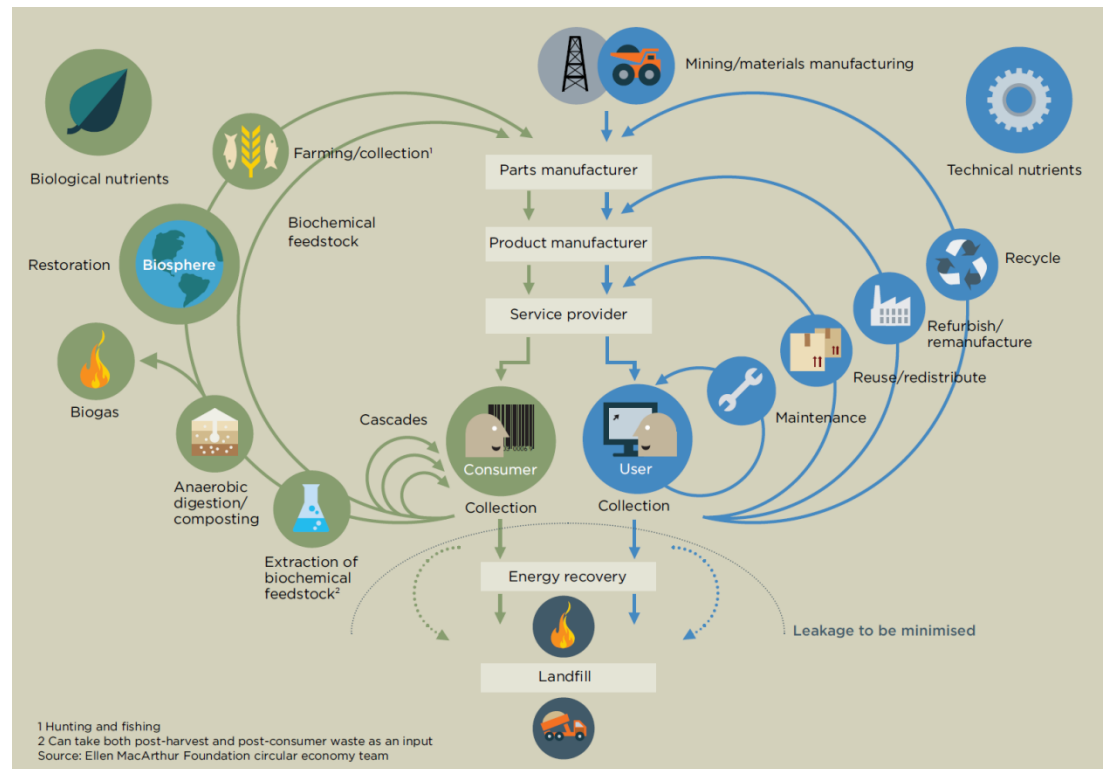 Mining/materials manufacturing
Biological nutrients
Farming/collection¹
Parts manufacturer
Technical nutrients
Biochemical
feedstock
Product manufacturer
Restoration
Biosphere
Recycle
Service provider
Refurbish/
remanufacture
Biogas
Reuse/redistribute
Cascades
Maintenance
Consumer
User
Anaerobic
digestion/
composting
Collection
Collection
Extraction of
biochemical
feedstock²
Energy recovery
Leakage to be minimised
Landfill
1 Hunting and fishing
2 Can take both post-harvest and post-consumer waste as an input
Source: Ellen MacArthur Foundation circular economy team